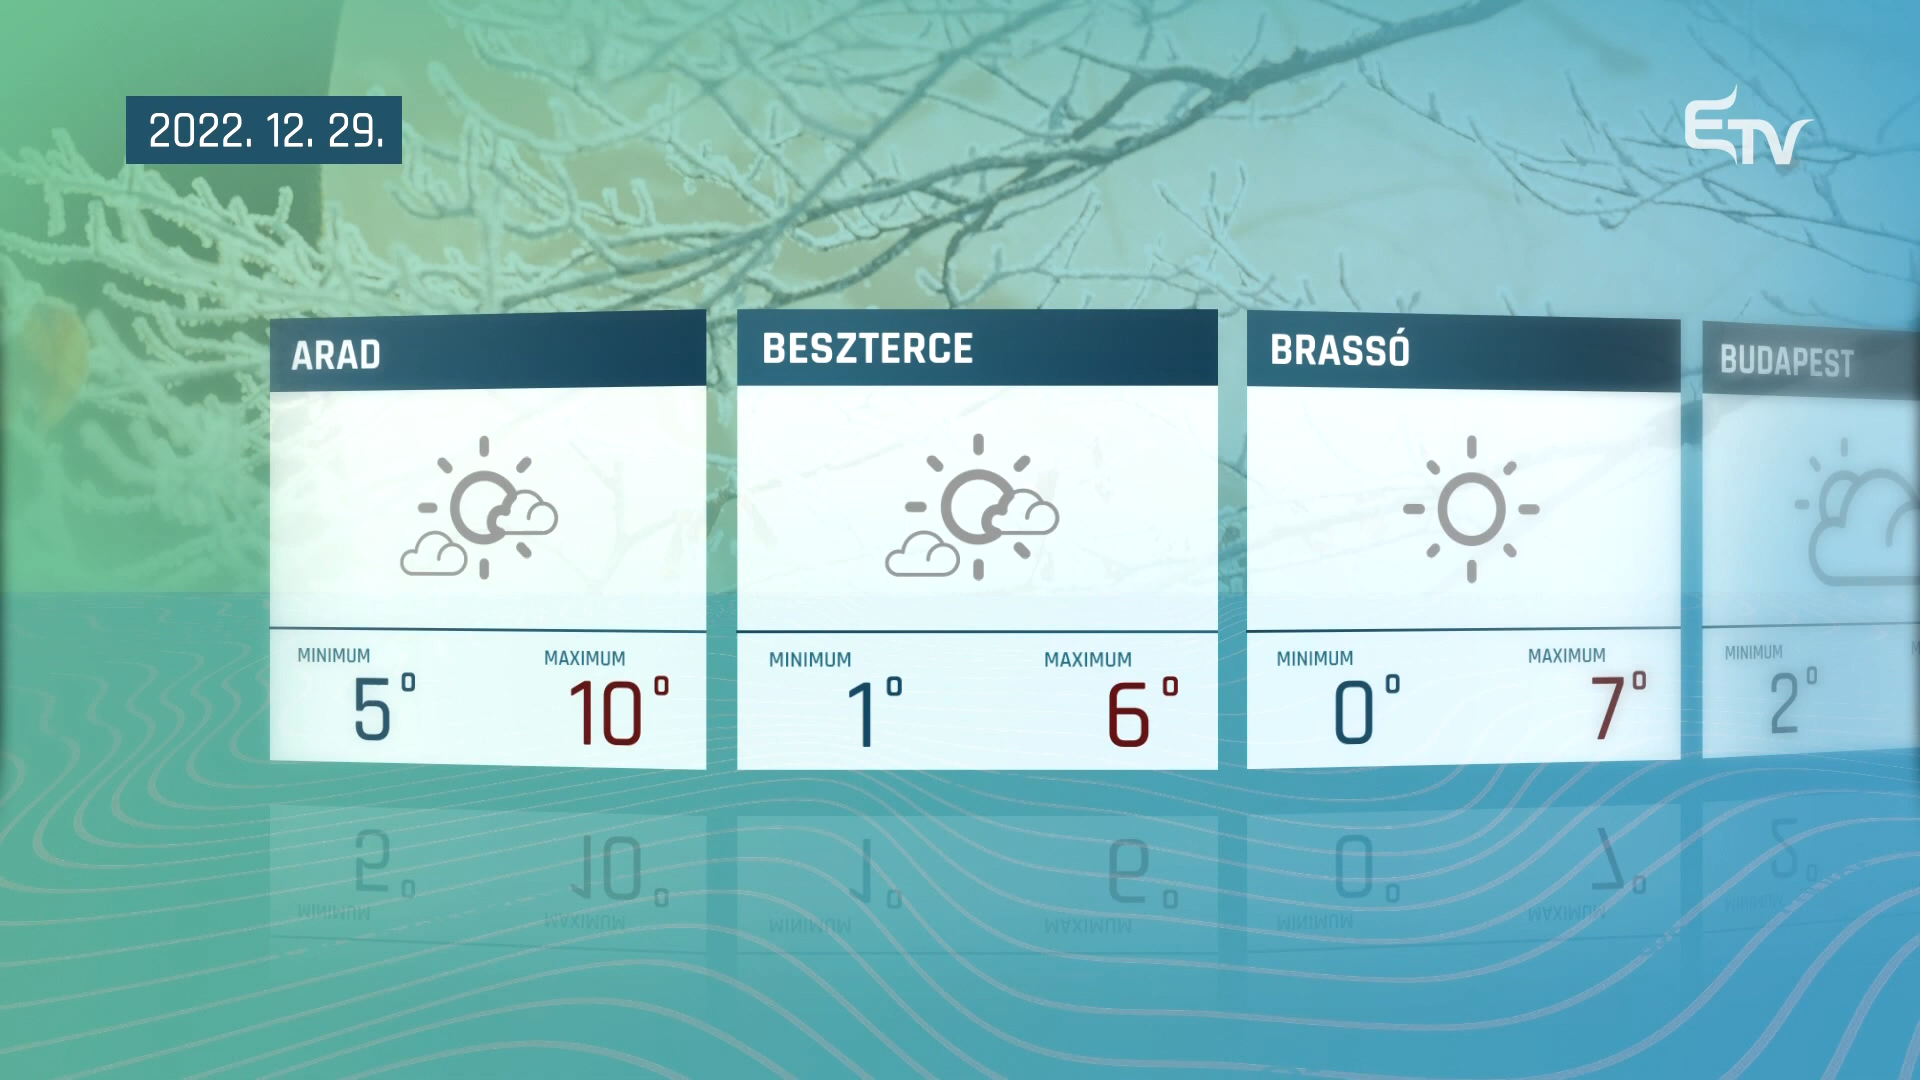 2022. 12. 29.
ETV
ARAD
MINIMUM
5°
MAXIMUM
10°
BESZTERCE
MINIMUM
1°
MAXIMUM
6°
BRASSÓ
MINIMUM
0°
MAXIMUM
7°
BUDAPEST
MINIMUM
2°